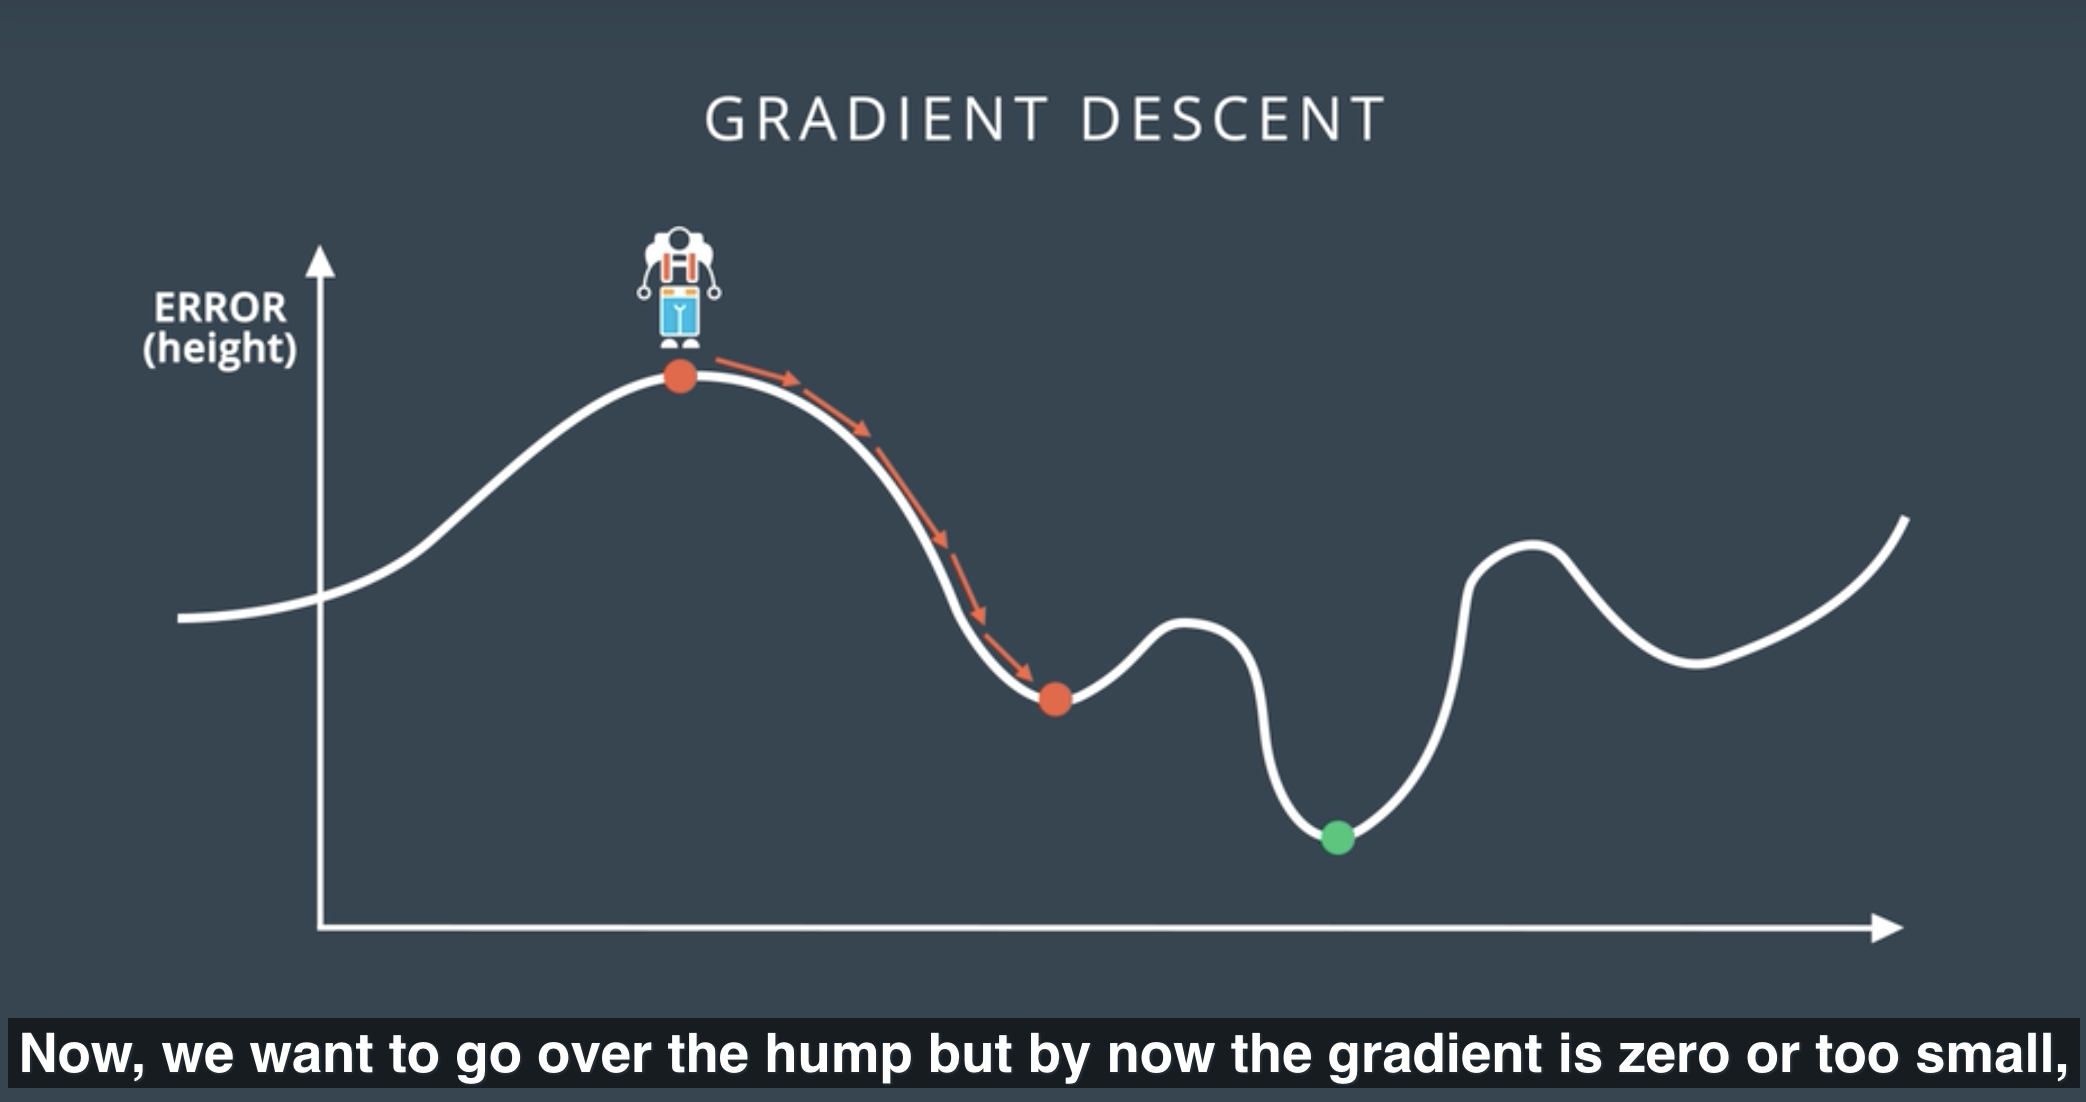 GRADIENT DESCENT
ERROR
(height)
Now, we want to go over the hump but by now the gradient is zero or too small,